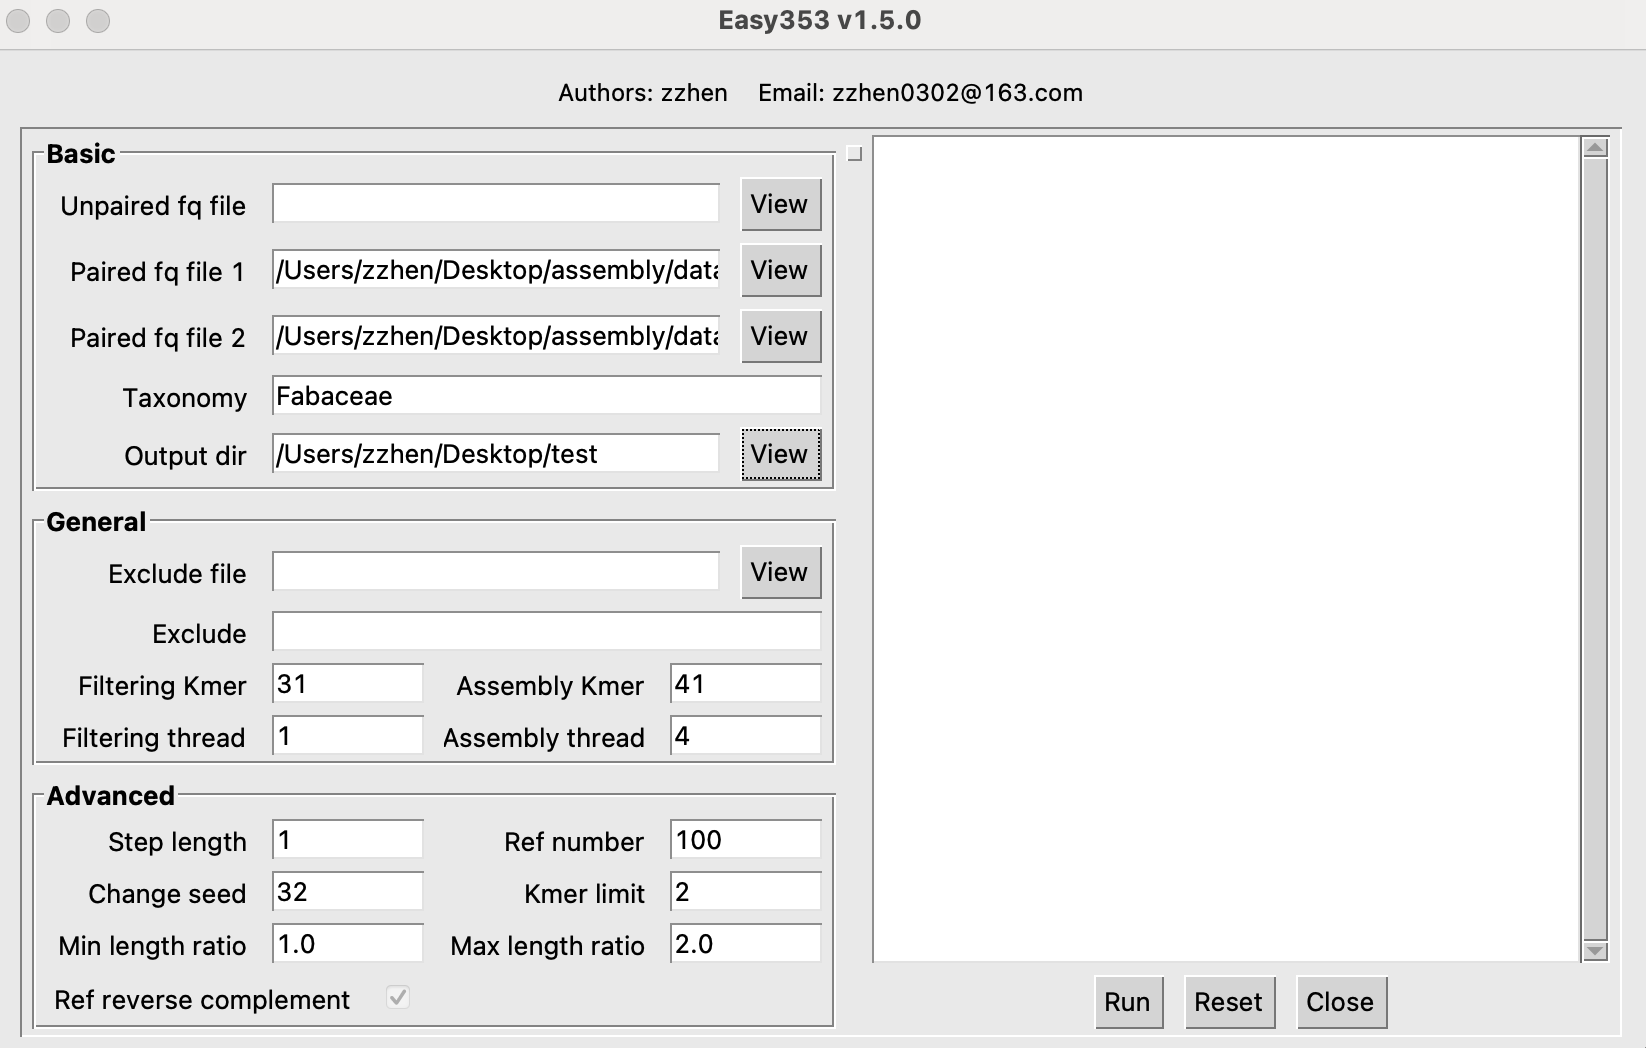 Easy353 v1.5.0
Authors: zzhen Email: zzhen0302@163.com
Basic
Unpaired fq file View
Paired fq file 1 /Users/zzhen/Desktop/assembly/data View
Paired fq file 2 /Users/zzhen/Desktop/assembly/data View
Taxonomy Fabaceae
Output dir /Users/zzhen/Desktop/test View
General
Exclude file View
Exclude
Filtering Kmer 31 Assembly Kmer 41
Filtering thread 1 Assembly thread 4
Advanced
Step length 1 Ref number 100
Change seed 32 Kmer limit 2
Min length ratio 1.0 Max length ratio 2.0
Ref reverse complement
Run Reset Close